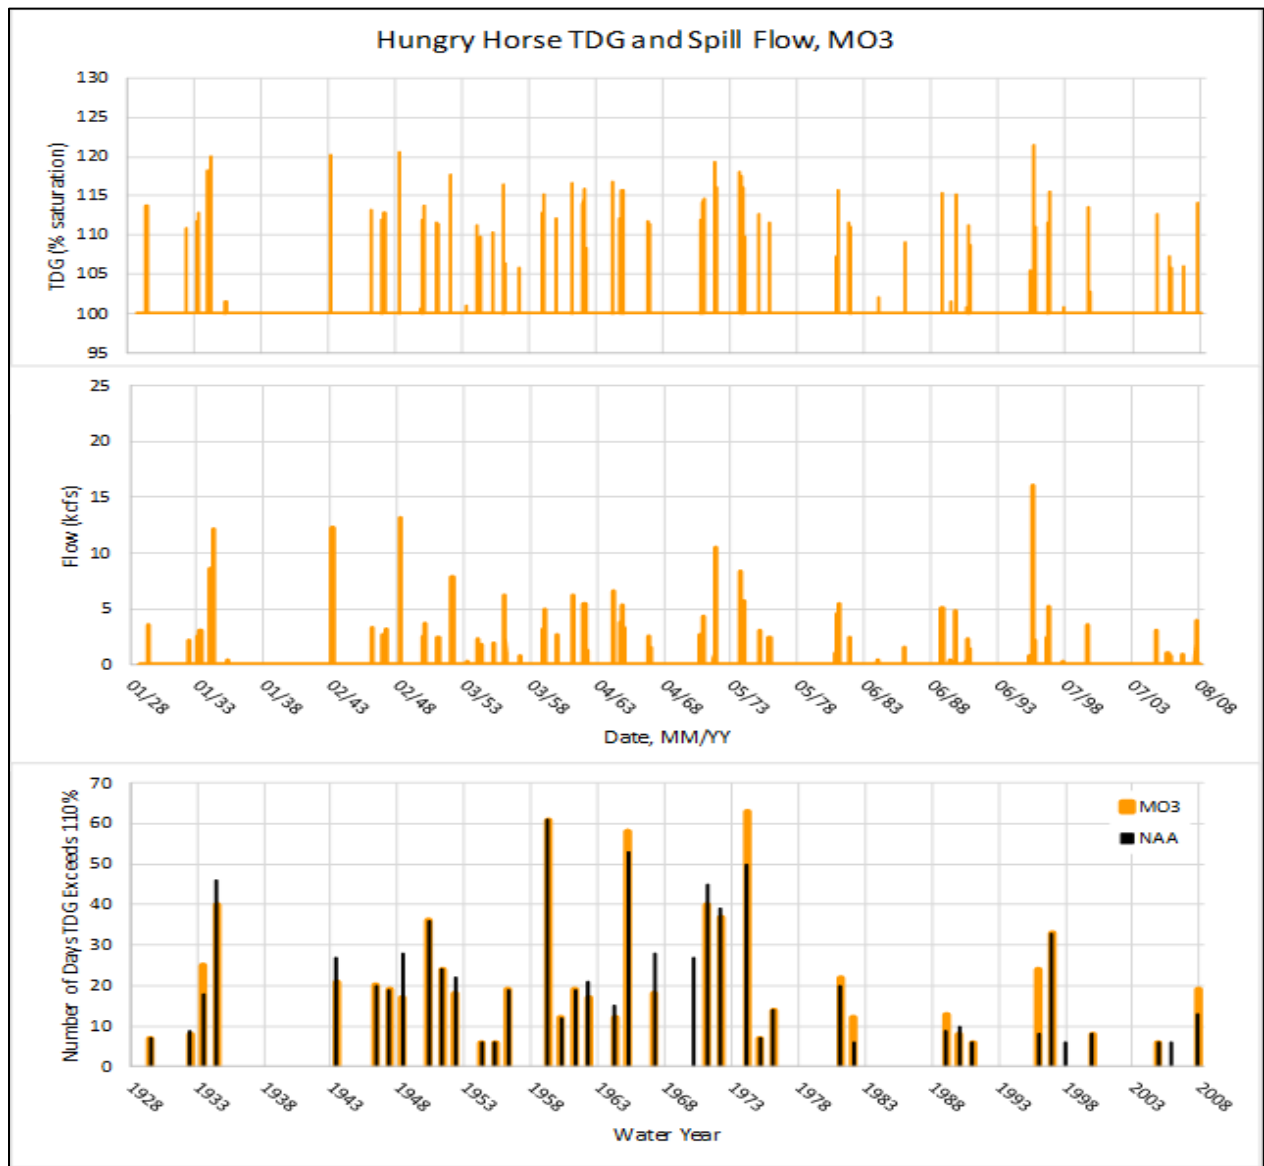 Hungry Horse TDG and Spill Flow, MO3
TDG (% saturation)
130
125
120
115
110
105
100
95
Flow (kcfs)
25
20
15
10
5
0
01/28 01/33 01/38 02/43 02/48 03/53 03/58 04/63 04/68 05/73 05/78 06/83 06/88 06/93 07/98 07/03 08/08
Date, MM/YY
Number of Days TDG Exceeds 110%
70
60
50
40
30
20
10
0
MO3
NAA
1928 1933 1938 1943 1948 1953 1958 1963 1968 1973 1978 1983 1988 1993 1998 2003 2008
Water Year